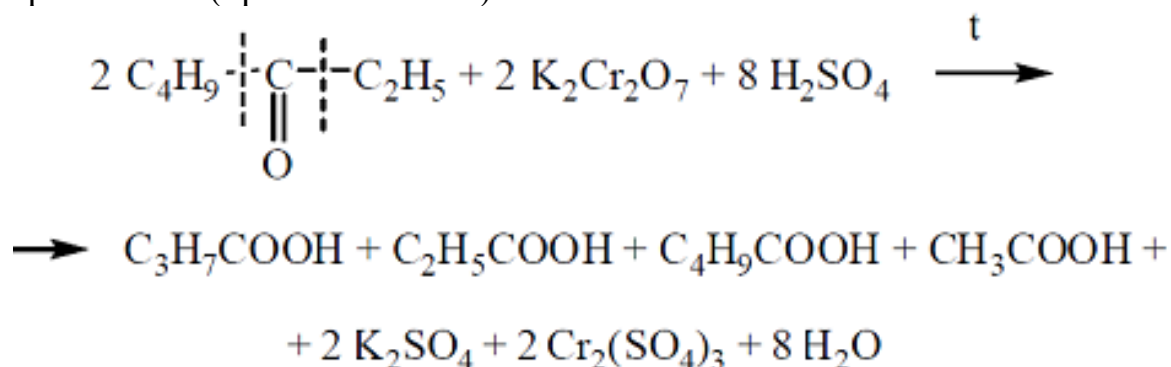 t
2 C₄H₉-C-C₂H₅ + 2 K₂Cr₂O₇ + 8 H₂SO₄ ⟶
O
⟶ C₃H₇COOH + C₂H₅COOH + C₄H₉COOH + CH₃COOH +
+ 2 K₂SO₄ + 2 Cr₂(SO₄)₃ + 8 H₂O